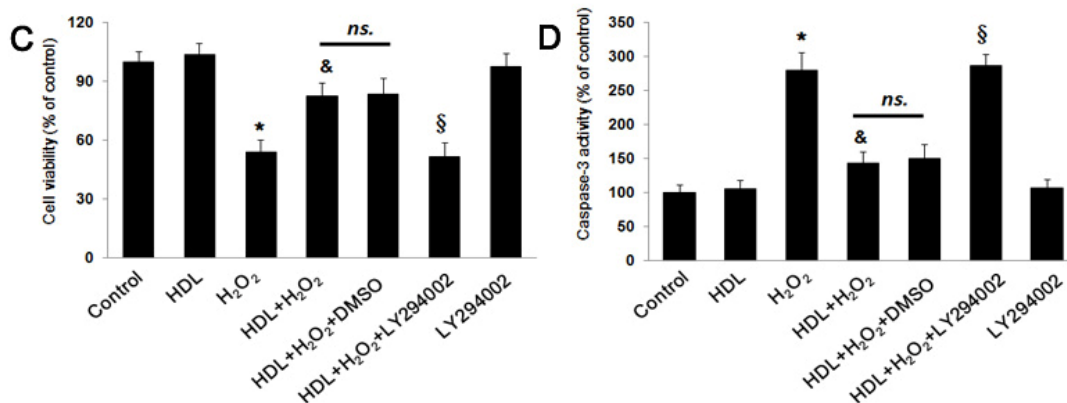 C
Cell viability (% of control)
120
90
60
30
0
*
&
ns.
§
Control
HDL
H₂O₂
HDL+H₂O₂
HDL+H₂O₂+DMSO
HDL+H₂O₂+LY294002
LY294002
D
Caspase-3 activity (% of control)
350
300
250
200
150
100
50
0
*
&
ns.
§
Control
HDL
H₂O₂
HDL+H₂O₂
HDL+H₂O₂+DMSO
HDL+H₂O₂+LY294002
LY294002